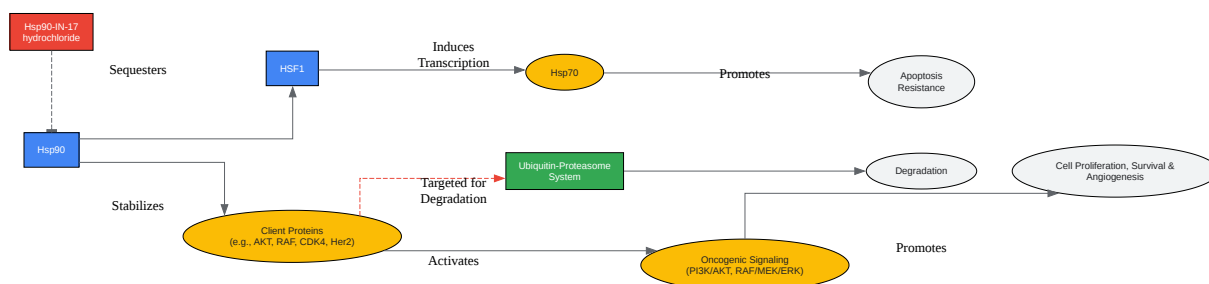 Hsp90-IN-17
hydrochloride
Sequesters
HSF1
Induces
Transcription
Hsp70
Promotes
Apoptosis
Resistance
Hsp90
Stabilizes
Client Proteins
(e.g., AKT, RAF, CDK4, Her2)
Targeted for
Degradation
Ubiquitin-Proteasome
System
Degradation
Cell Proliferation, Survival &
Angiogenesis
Activates
Oncogenic Signaling
(PI3K/AKT, RAF/MEK/ERK)
Promotes